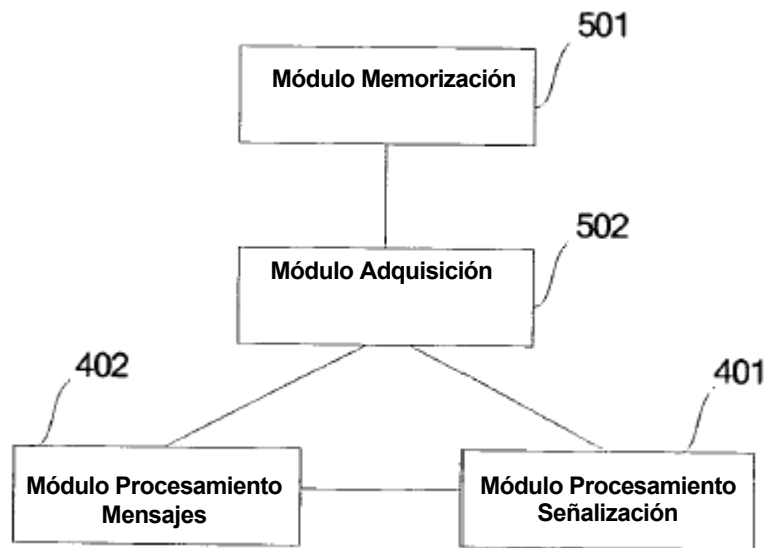 501
Módulo Memorización
502
Módulo Adquisición
402
401
Módulo Procesamiento
Mensajes
Módulo Procesamiento
Señalización